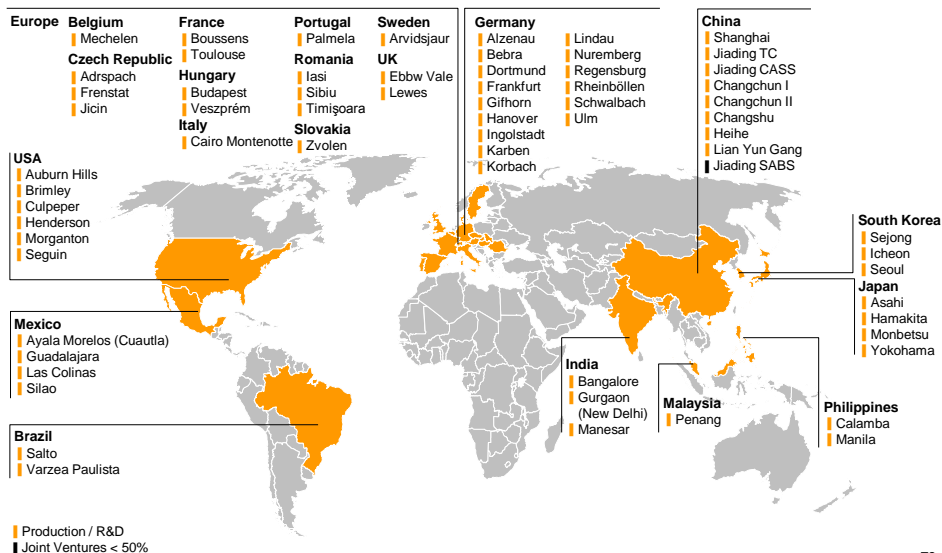 Europe
Belgium
Mechelen
Czech Republic
Adrspach
Frenstat
Jicin
France
Boussens
Toulouse
Hungary
Budapest
Veszprém
Italy
Cairo Montenotte
Portugal
Palmela
Romania
Iasi
Sibiu
Timişoara
Slovakia
Zvolen
Sweden
Arvidsjaur
UK
Ebbw Vale
Lewes
Germany
Alzenau
Bebra
Dortmund
Frankfurt
Gifhorn
Hanover
Ingolstadt
Karben
Korbach
Lindau
Nuremberg
Regensburg
Rheinböllen
Schwalbach
Ulm
China
Shanghai
Jiading TC
Jiading CASS
Changchun I
Changchun II
Changshu
Heihe
Lian Yun Gang
Jiading SABS
USA
Auburn Hills
Brimley
Culpeper
Henderson
Morganton
Seguin
South Korea
Sejong
Icheon
Seoul
Japan
Asahi
Hamakita
Monbetsu
Yokohama
Mexico
Ayala Morelos (Cuautla)
Guadalajara
Las Colinas
Silao
India
Bangalore
Gurgaon
(New Delhi)
Manesar
Malaysia
Penang
Philippines
Calamba
Manila
Brazil
Salto
Varzea Paulista
Production / R&D
Joint Ventures < 50%